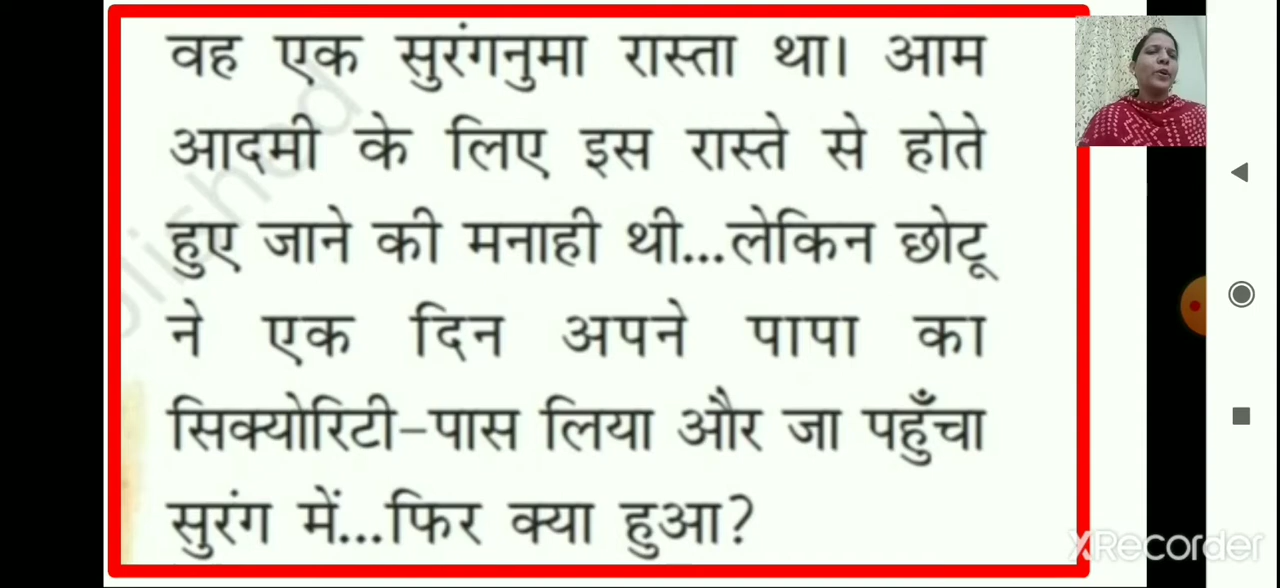 वह एक सुरंगनुमा रास्ता था। आम
आदमी के लिए इस रास्ते से होते
हुए जाने की मनाही थी...लेकिन छोटू
ने एक दिन अपने पापा का
सिक्योरिटी-पास लिया और जा पहुँचा
सुरंग में...फिर क्या हुआ?
XRecorder